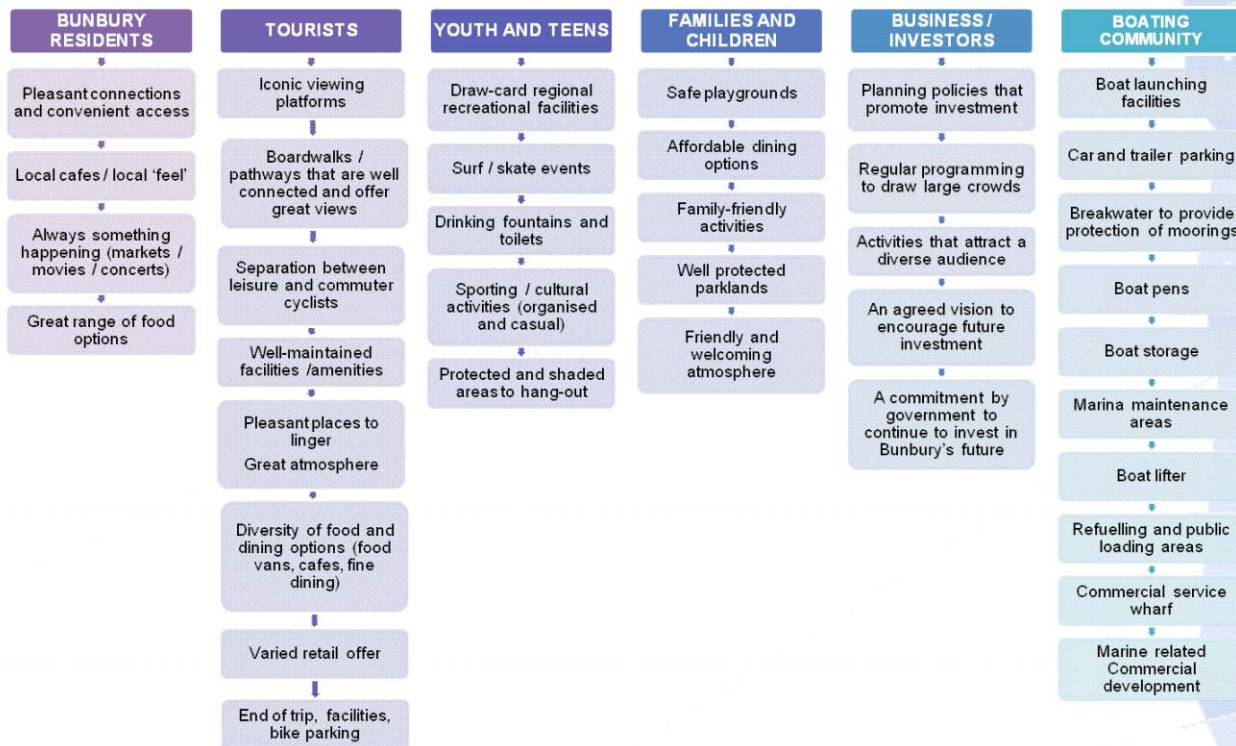 BUNBURY
RESIDENTS
Pleasant connections
and convenient access
Local cafes / local ‘feel’
Always something
happening (markets /
movies / concerts)
Great range of food
options
TOURISTS
Iconic viewing
platforms
Boardwalks /
pathways that are well
connected and offer
great views
Separation between
leisure and commuter
cyclists
Well-maintained
facilities /amenities
Pleasant places to
linger
Great atmosphere
Diversity of food and
dining options (food
vans, cafes, fine
dining)
Varied retail offer
End of trip, facilities,
bike parking
YOUTH AND TEENS
Draw-card regional
recreational facilities
Surf / skate events
Drinking fountains and
toilets
Sporting / cultural
activities (organised
and casual)
Protected and shaded
areas to hang-out
FAMILIES AND
CHILDREN
Safe playgrounds
Affordable dining
options
Family-friendly
activities
Well protected
parklands
Friendly and
welcoming
atmosphere
BUSINESS /
INVESTORS
Planning policies that
promote investment
Regular programming
to draw large crowds
Activities that attract a
diverse audience
An agreed vision to
encourage future
investment
A commitment by
government to
continue to invest in
Bunbury’s future
BOATING
COMMUNITY
Boat launching
facilities
Car and trailer parking
Breakwater to provide
protection of moorings
Boat pens
Boat storage
Marina maintenance
areas
Boat lifter
Refuelling and public
loading areas
Commercial service
wharf
Marine related
Commercial
development